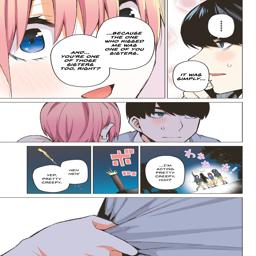 ......
...BECAUSE
THE ONE
WHO KISSED
ME WAS
ONE OF YOU
SISTERS.
AND...
YOU'RE ONE
OF THOSE
SISTERS
TOO, RIGHT?
IT WAS
SIMPLY...
...I'M
ACTING
PRETTY
CREEPY,
HUH?
HEH
HEH!
YEP,
PRETTY
CREEPY.